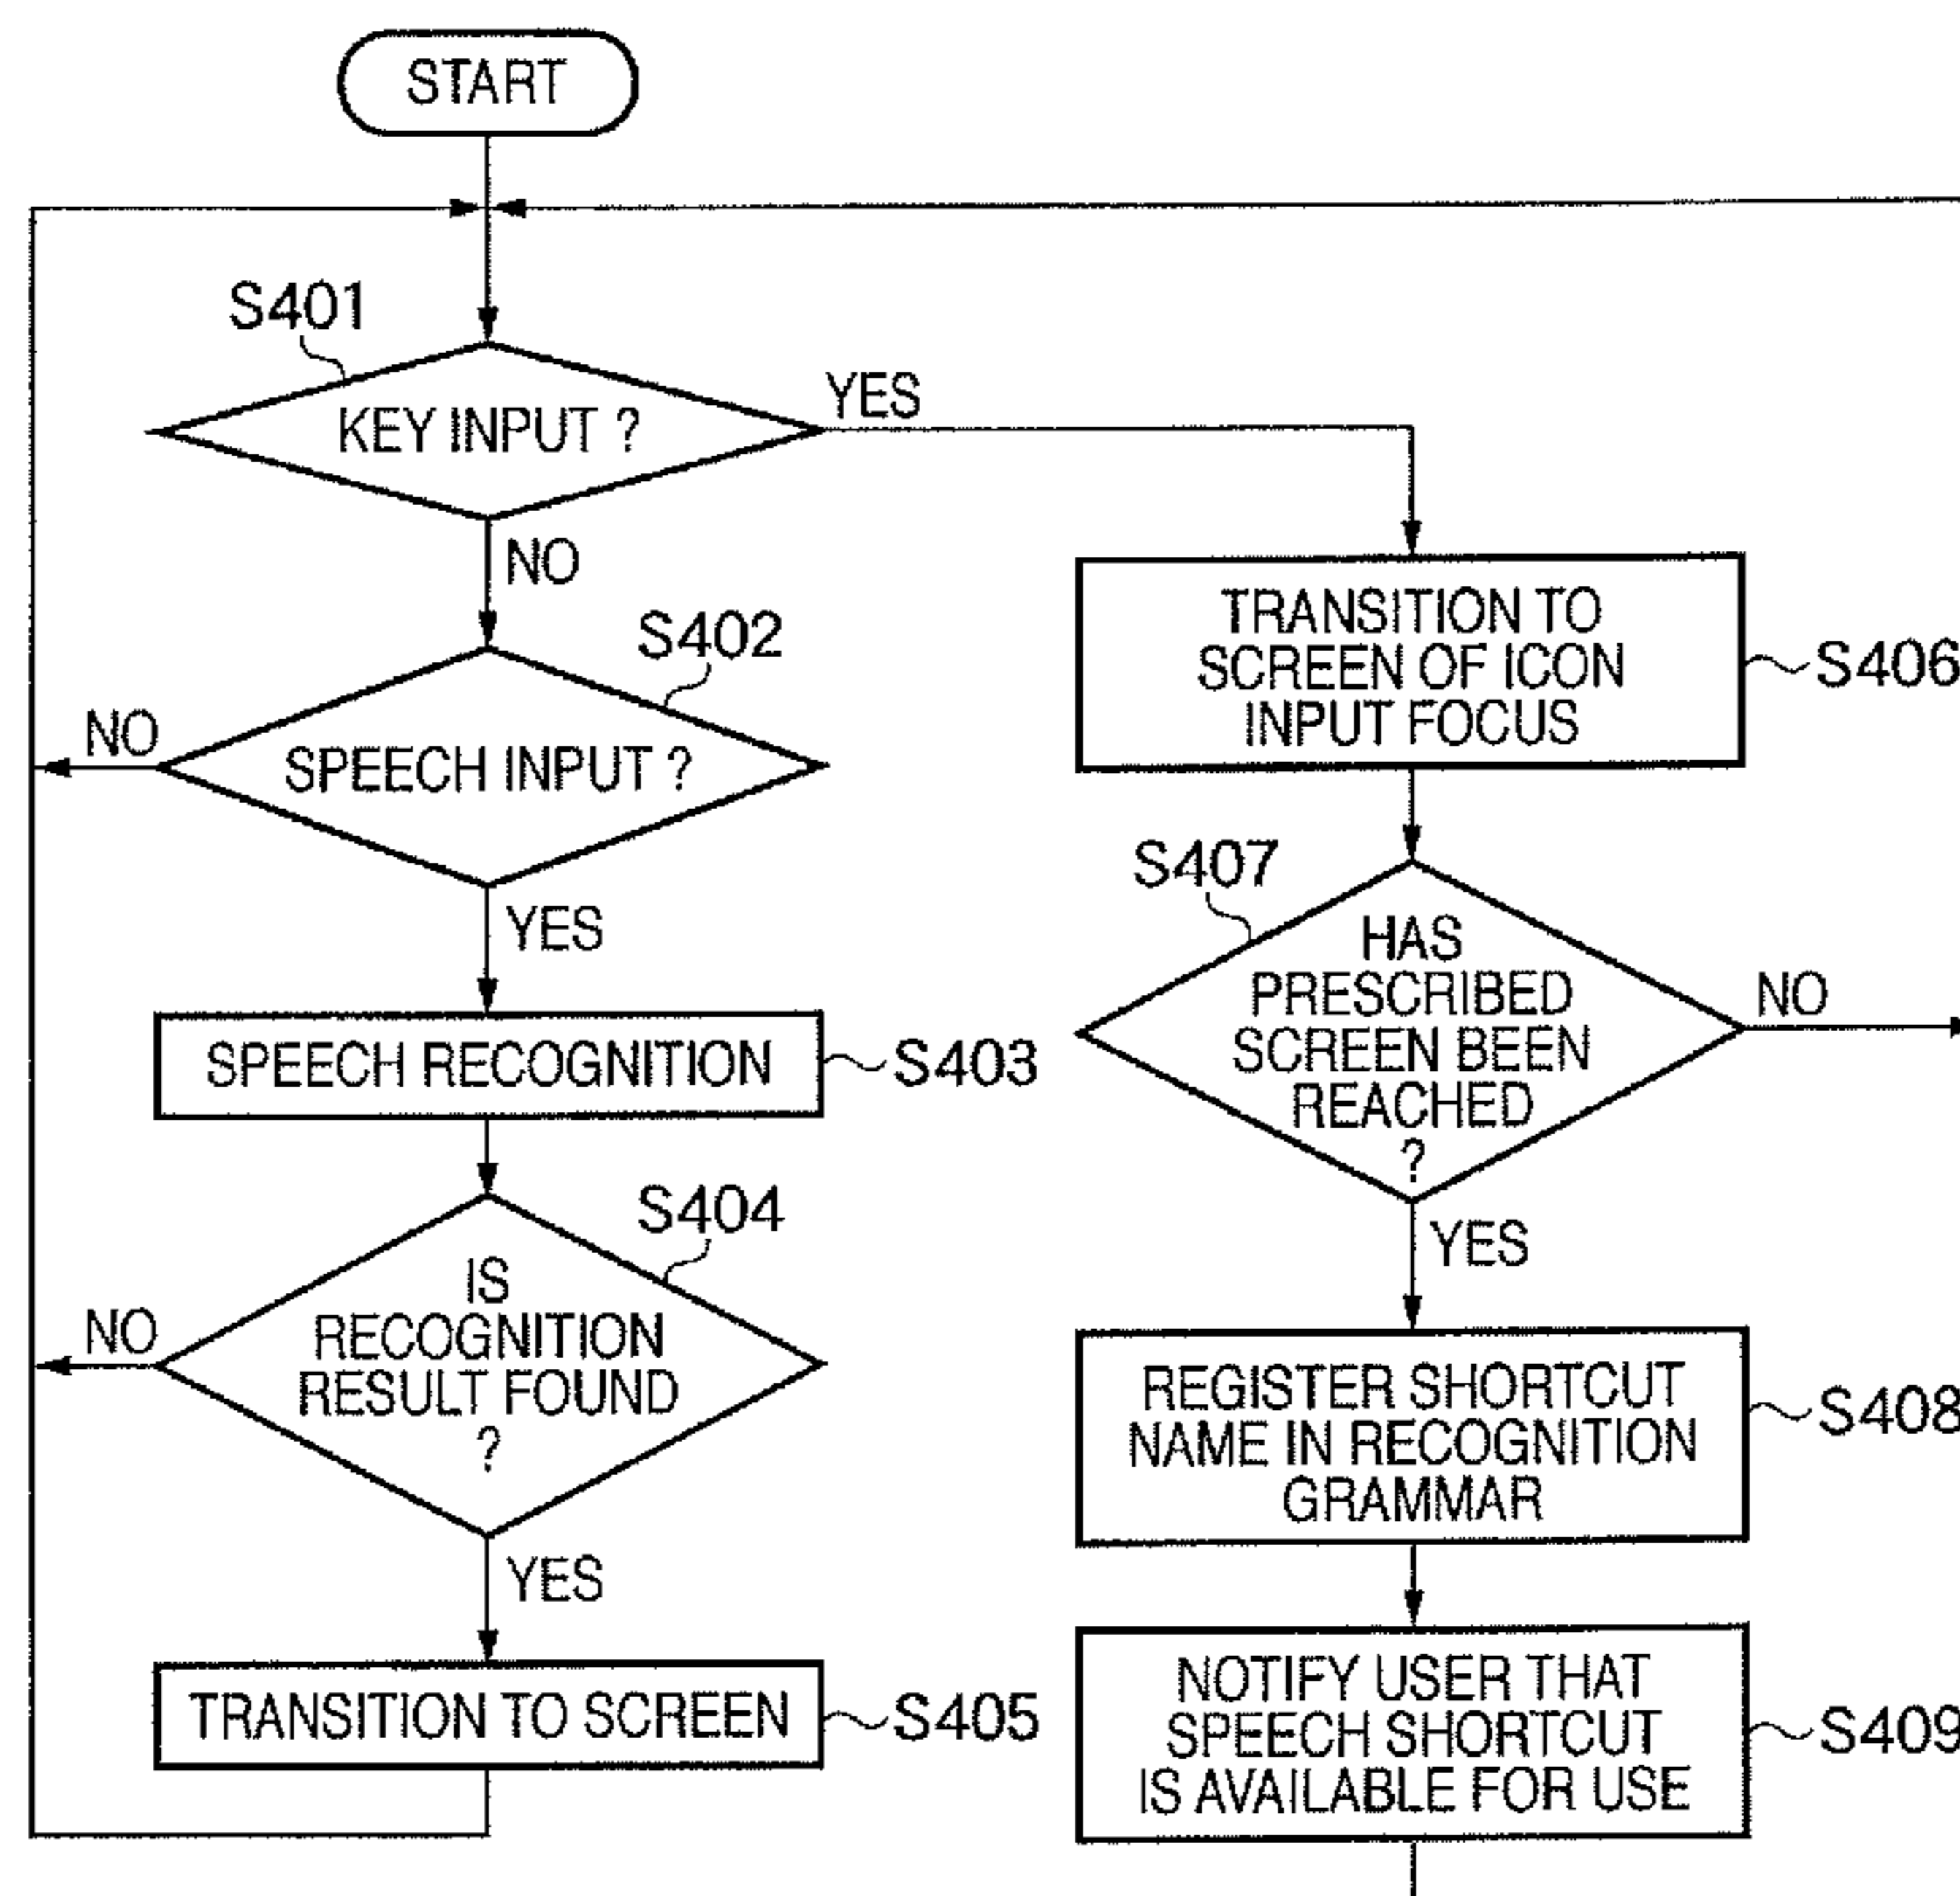 START
S401
KEY INPUT ?
YES
NO
S402
SPEECH INPUT ?
NO
YES
SPEECH RECOGNITION
S403
S404
IS
RECOGNITION
RESULT FOUND
?
NO
YES
TRANSITION TO SCREEN
S405
TRANSITION TO
SCREEN OF ICON
INPUT FOCUS
S406
S407
HAS
PRESCRIBED
SCREEN BEEN
REACHED
?
NO
YES
REGISTER SHORTCUT
NAME IN RECOGNITION
GRAMMAR
S408
NOTIFY USER THAT
SPEECH SHORTCUT
IS AVAILABLE FOR USE
S409